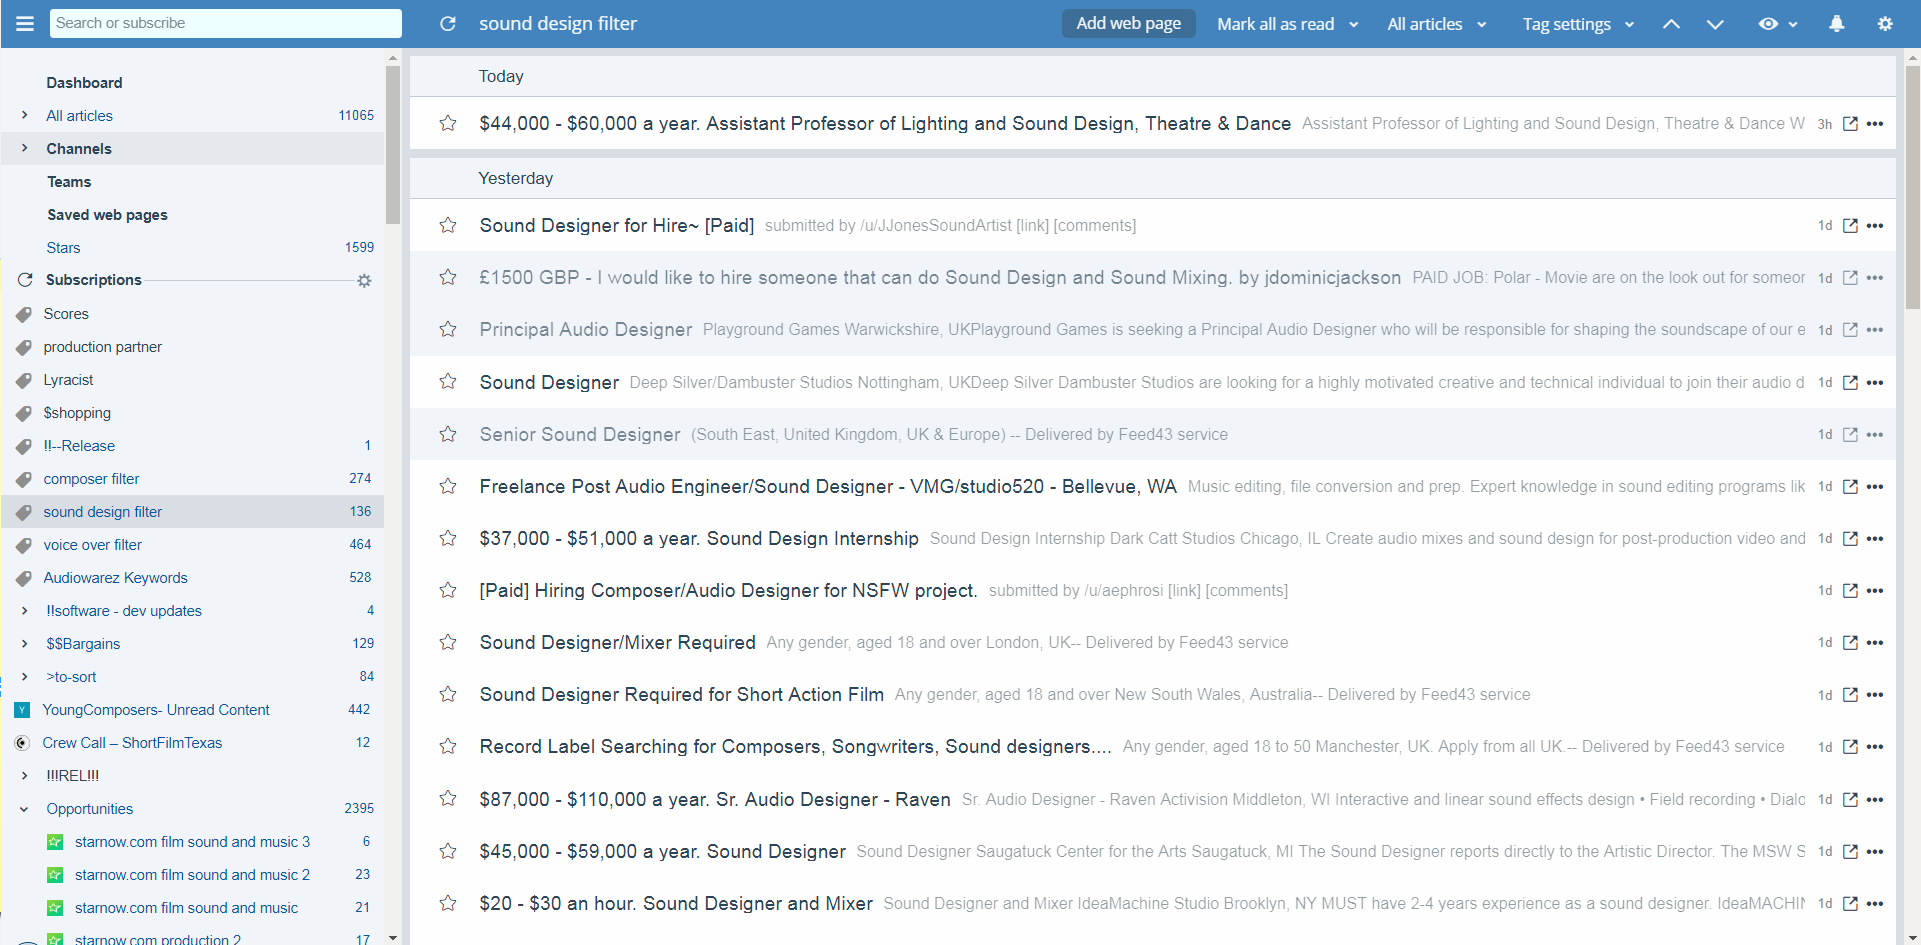 Search or subscribe
sound design filter
Add web page
Mark all as read
All articles
Tag settings
Dashboard
All articles 11065
Channels
Teams
Saved web pages
Stars 1599
Subscriptions
Scores
production partner
Lyracist
$shopping
!!--Release 1
composer filter 274
sound design filter 136
voice over filter 464
Audiowarez Keywords 528
!!software - dev updates 4
$$Bargains 129
>to-sort 84
Y YoungComposers- Unread Content 442
Crew Call – ShortFilmTexas 12
!!!REL!!!
Opportunities 2395
starnow.com film sound and music 3 6
starnow.com film sound and music 2 23
starnow.com film sound and music 21
starnow.com production 2 17
Today
$44,000 - $60,000 a year. Assistant Professor of Lighting and Sound Design, Theatre & Dance Assistant Professor of Lighting and Sound Design, Theatre & Dance W 3h
Yesterday
Sound Designer for Hire~ [Paid] submitted by /u/JJonesSoundArtist [link] [comments] 1d
£1500 GBP - I would like to hire someone that can do Sound Design and Sound Mixing. by jdominicjackson PAID JOB: Polar - Movie are on the look out for someor 1d
Principal Audio Designer Playground Games Warwickshire, UKPlayground Games is seeking a Principal Audio Designer who will be responsible for shaping the soundscape of our e 1d
Sound Designer Deep Silver/Dambuster Studios Nottingham, UKDeep Silver Dambuster Studios are looking for a highly motivated creative and technical individual to join their audio d 1d
Senior Sound Designer (South East, United Kingdom, UK & Europe) -- Delivered by Feed43 service 1d
Freelance Post Audio Engineer/Sound Designer - VMG/studio520 - Bellevue, WA Music editing, file conversion and prep. Expert knowledge in sound editing programs lik 1d
$37,000 - $51,000 a year. Sound Design Internship Sound Design Internship Dark Catt Studios Chicago, IL Create audio mixes and sound design for post-production video and 1d
[Paid] Hiring Composer/Audio Designer for NSFW project. submitted by /u/aephrosi [link] [comments] 1d
Sound Designer/Mixer Required Any gender, aged 18 and over London, UK-- Delivered by Feed43 service 1d
Sound Designer Required for Short Action Film Any gender, aged 18 and over New South Wales, Australia-- Delivered by Feed43 service 1d
Record Label Searching for Composers, Songwriters, Sound designers.... Any gender, aged 18 to 50 Manchester, UK. Apply from all UK.-- Delivered by Feed43 service 1d
$87,000 - $110,000 a year. Sr. Audio Designer - Raven Sr. Audio Designer - Raven Activision Middleton, WI Interactive and linear sound effects design • Field recording • Dialo 1d
$45,000 - $59,000 a year. Sound Designer Sound Designer Saugatuck Center for the Arts Saugatuck, MI The Sound Designer reports directly to the Artistic Director. The MSW S 1d
$20 - $30 an hour. Sound Designer and Mixer Sound Designer and Mixer IdeaMachine Studio Brooklyn, NY MUST have 2-4 years experience as a sound designer. IdeaMACHIN 1d